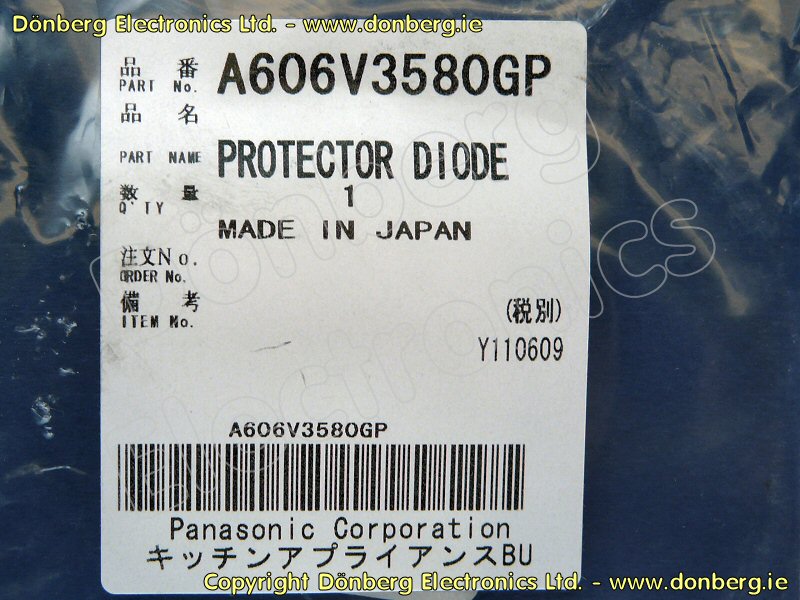 Dönberg Electronics Ltd. - www.donberg.ie
品番 A606V3580GP
PART No.
品名
PART NAME PROTECTOR DIODE
数量 1
Q'TY
MADE IN JAPAN
注文No.
ORDER No.
備考 (税別)
ITEM No.
Y110609
A606V3580GP
Panasonic Corporation
キッチンアプライアンスBU
Copyright Dönberg Electronics Ltd. - www.donberg.ie
Dönberg
electronics